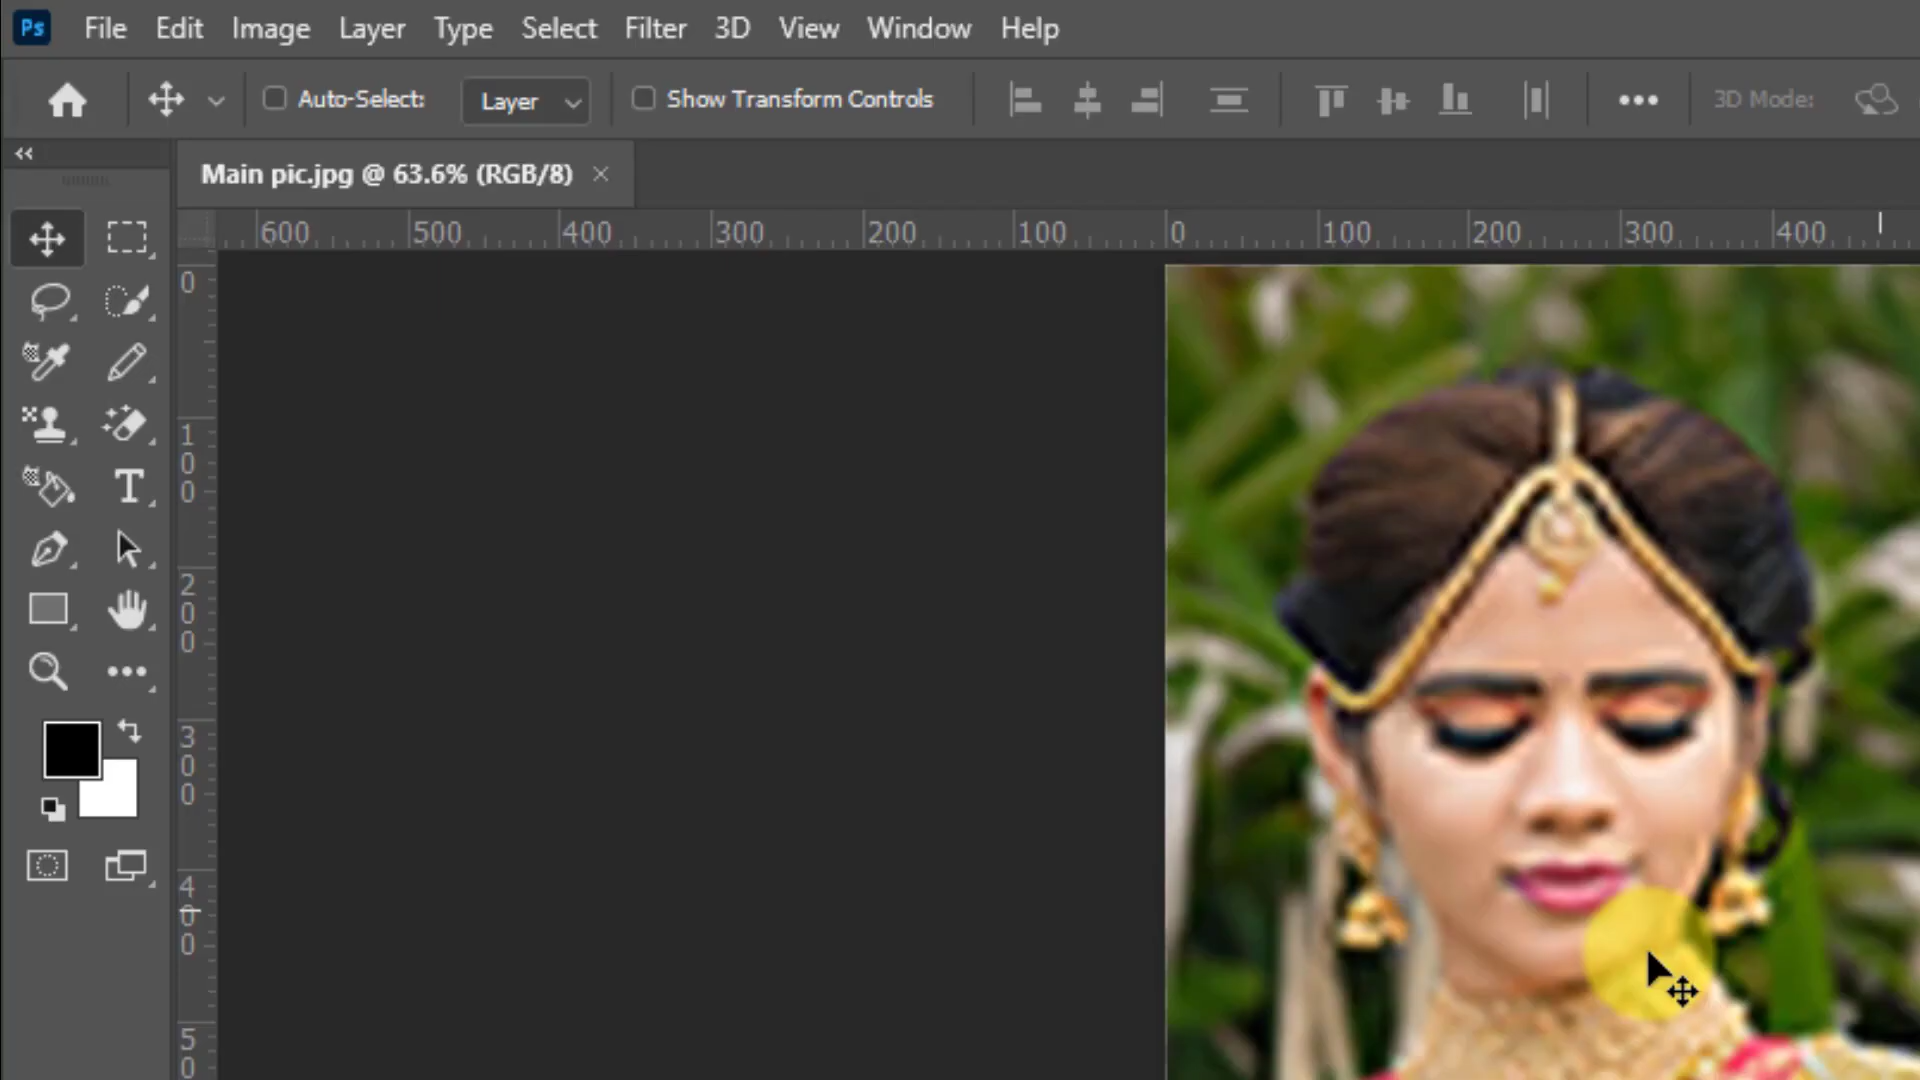 Ps File Edit Image Layer Type Select Filter 3D View Window Help
Auto-Select: Layer Show Transform Controls 3D Mode:
Main pic.jpg @ 63.6% (RGB/8)
600 500 400 300 200 100 0 100 200 300 400
0
100
200
300
400
50
T